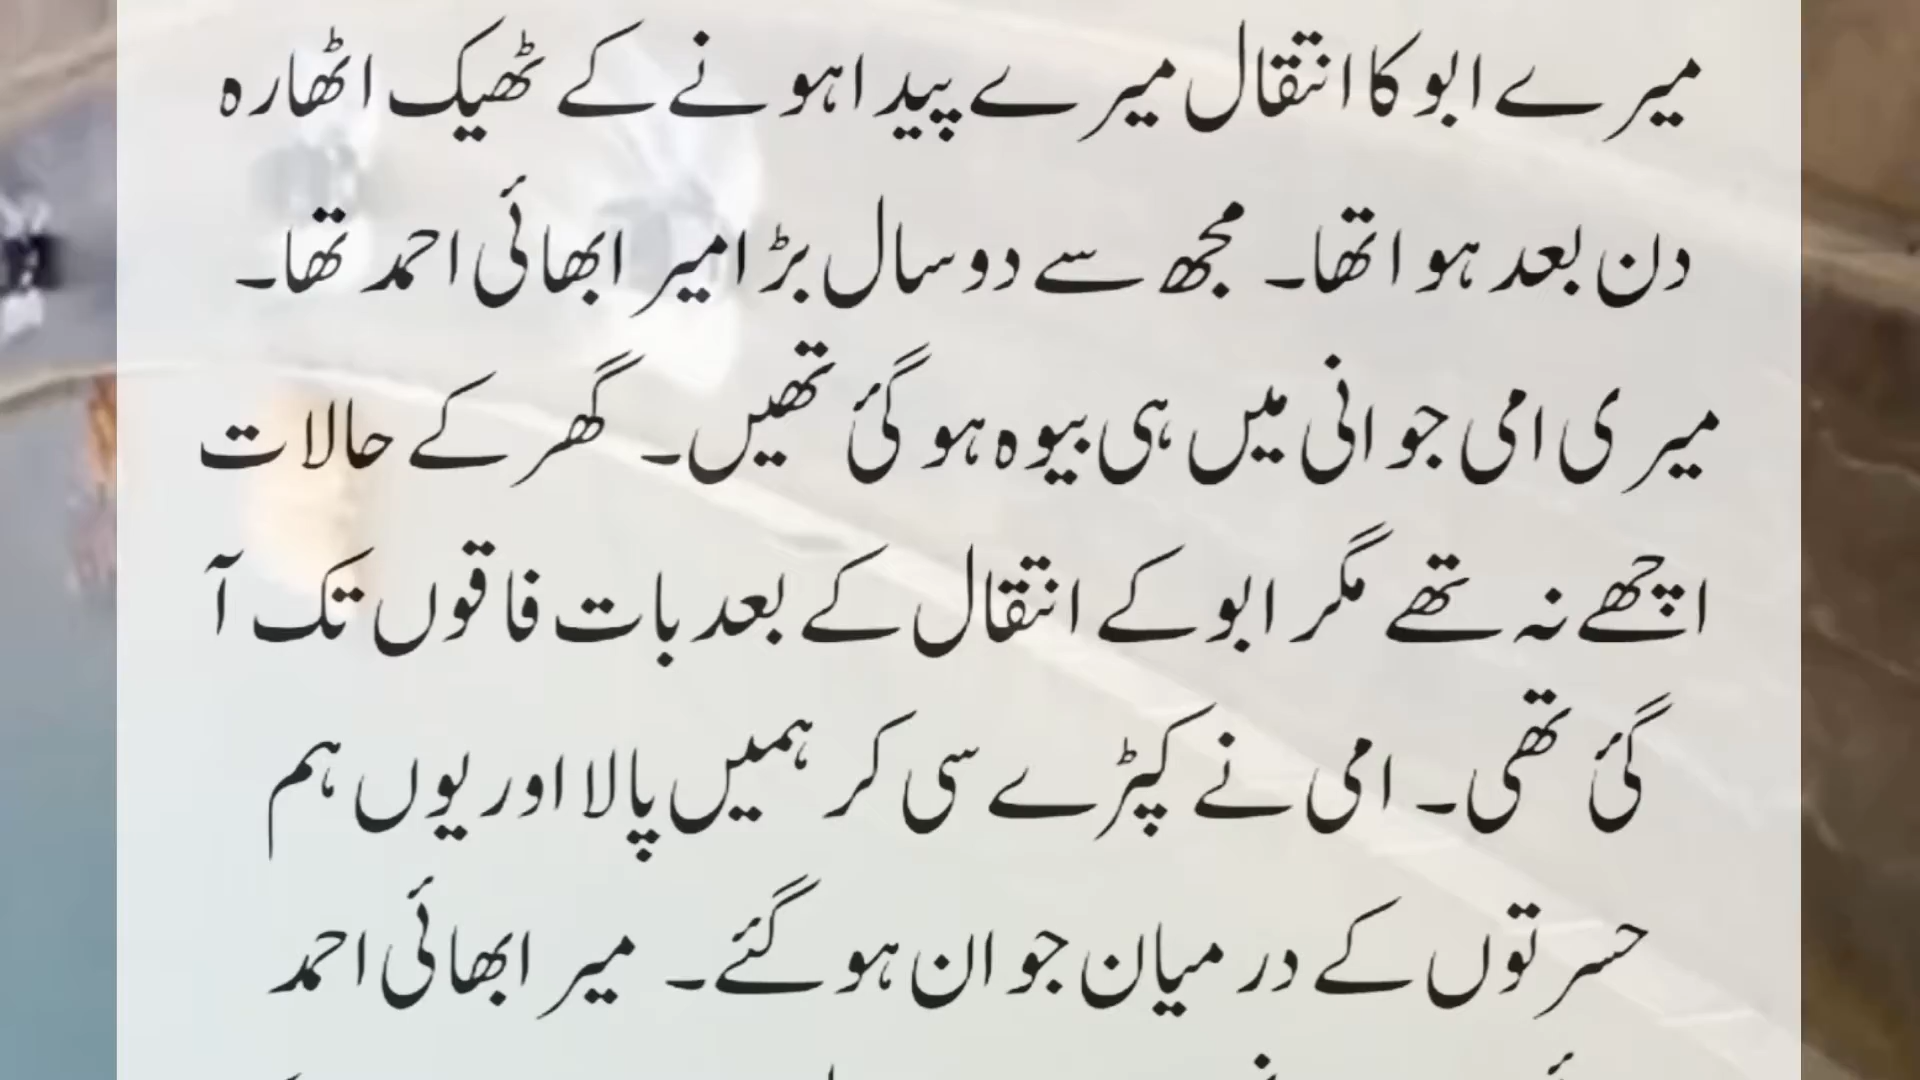 میرے ابو کا انتقال میرے پیدا ہونے کے ٹھیک اٹھارہ
دن بعد ہوا تھا۔ مجھ سے دو سال بڑا میرا بھائی احمد تھا۔
میری امی جوانی میں ہی بیوہ ہو گئی تھیں۔ گھر کے حالات
اچھے نہ تھے مگر ابو کے انتقال کے بعد بات فاقوں تک آ
گئی تھی۔ امی نے کپڑے سی کر ہمیں پالا اور یوں ہم
حسرتوں کے درمیان جوان ہو گئے۔ میرا بھائی احمد